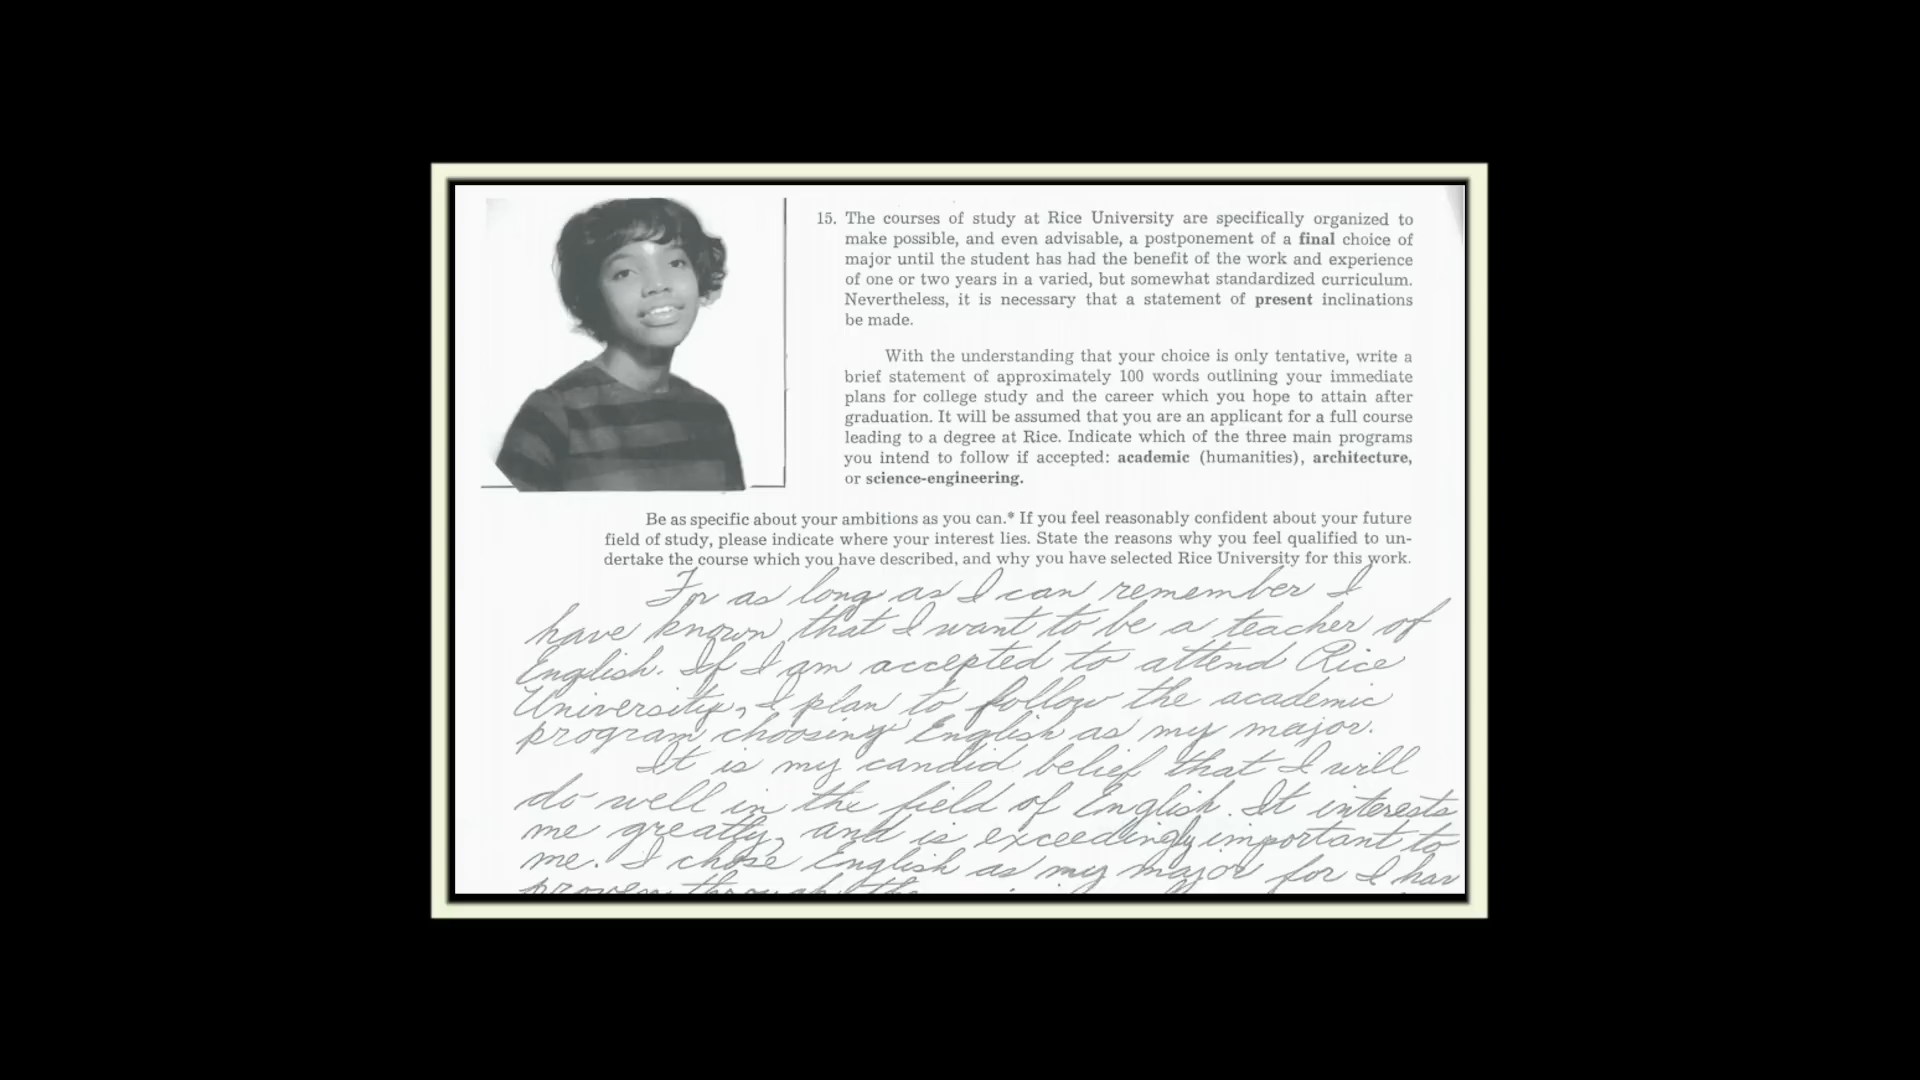 15. The courses of study at Rice University are specifically organized to
make possible, and even advisable, a postponement of a final choice of
major until the student has had the benefit of the work and experience
of one or two years in a varied, but somewhat standardized curriculum.
Nevertheless, it is necessary that a statement of present inclinations
be made.
With the understanding that your choice is only tentative, write a
brief statement of approximately 100 words outlining your immediate
plans for college study and the career which you hope to attain after
graduation. It will be assumed that you are an applicant for a full course
leading to a degree at Rice. Indicate which of the three main programs
you intend to follow if accepted: academic (humanities), architecture,
or science-engineering.
Be as specific about your ambitions as you can.* If you feel reasonably confident about your future
field of study, please indicate where your interest lies. State the reasons why you feel qualified to un-
dertake the course which you have described, and why you have selected Rice University for this work.
For as long as I can remember I
have known that I want to be a teacher of
English. If I am accepted to attend Rice
University, I plan to follow the academic
program choosing English as my major.
It is my candid belief that I will
do well in the field of English. It interests
me greatly, and is exceedingly important to
me. I chose English as my major for I hav
proven through the